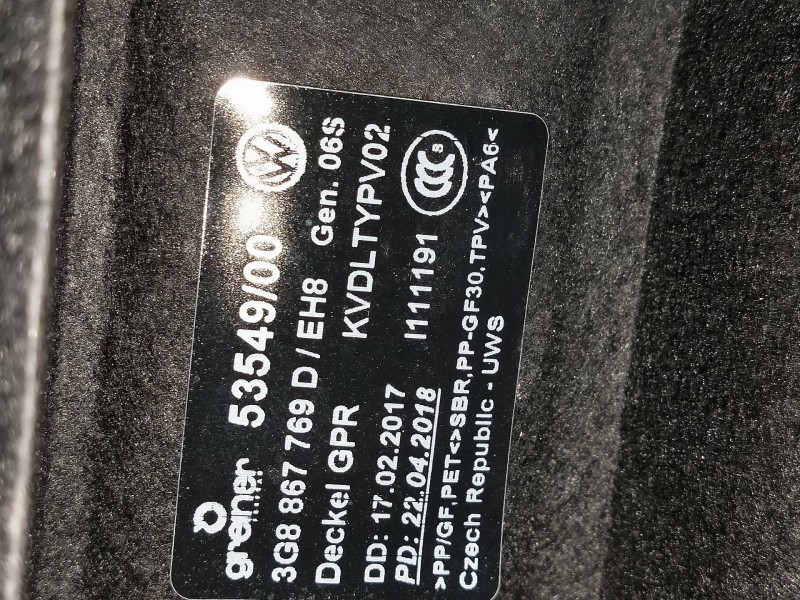 greiner 53549/00
3G8 867 769 D / EH8 Gen. 06S
Deckel GPR KVDLTYPV02
DD: 17.02.2017 I111191 CCC S
PD: 22.04.2018
>PP/GF,PET<>SBR,PP-GF30,TPV><PA6<
Czech Republic - UWS